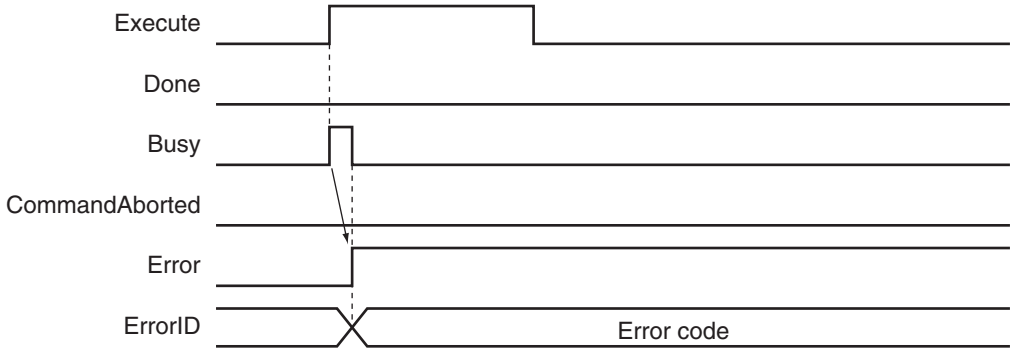 Execute
Done
Busy
CommandAborted
Error
ErrorID
Error code